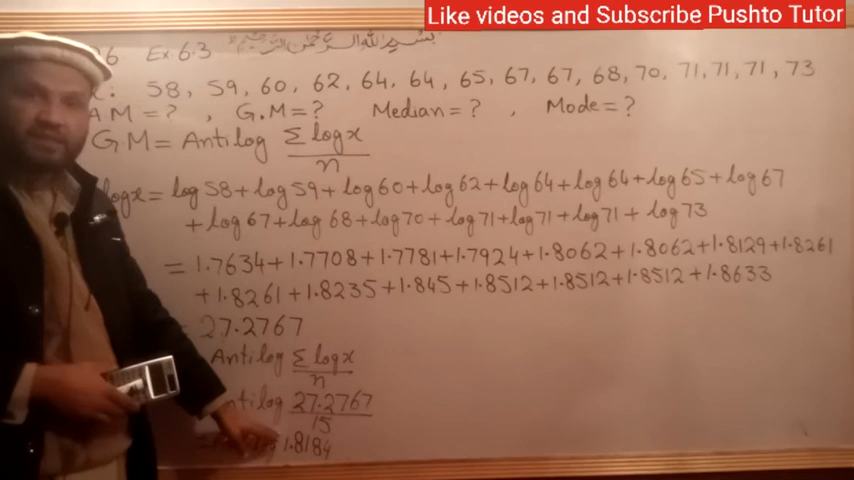 Like videos and Subscribe Pushto Tutor
6 Ex 6.3 بسم الله الرحمن الرحيم
: 58, 59, 60, 62, 64, 64, 65, 67, 67, 68, 70, 71, 71, 71, 73
A.M = ? , G.M = ? Median = ? , Mode = ?
GM = Antilog Σ logx / n
logx = log 58 + log 59 + log 60 + log 62 + log 64 + log 64 + log 65 + log 67
+ log 67 + log 68 + log 70 + log 71 + log 71 + log 71 + log 73
= 1.7634 + 1.7708 + 1.7781 + 1.7924 + 1.8062 + 1.8062 + 1.8129 + 1.8261
+ 1.8261 + 1.8235 + 1.845 + 1.8512 + 1.8512 + 1.8512 + 1.8633
= 27.2767
Antilog Σ logx / n
ntilog 27.2767 / 15
= 1.8184